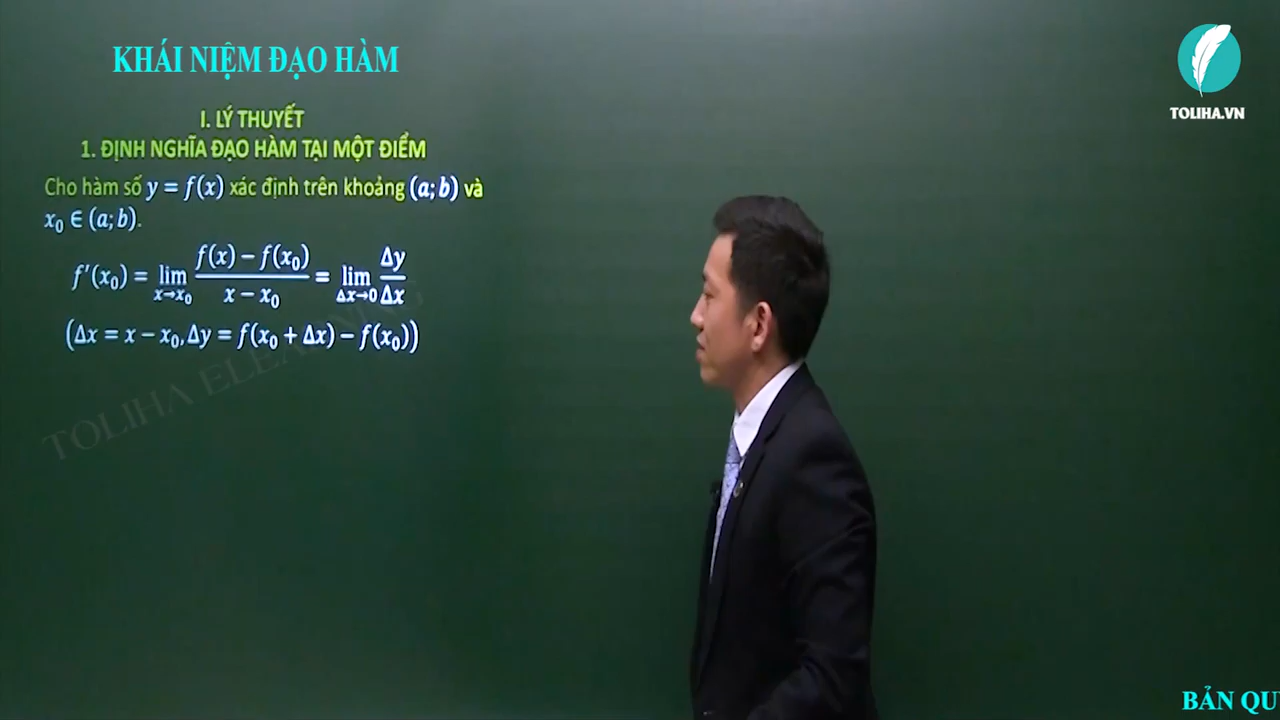 KHÁI NIỆM ĐẠO HÀM
TOLIHA.VN
I. LÝ THUYẾT
1. ĐỊNH NGHĨA ĐẠO HÀM TẠI MỘT ĐIỂM
Cho hàm số y = f(x) xác định trên khoảng (a; b) và
x₀ ∈ (a; b).
f′(x₀) = lim x→x₀ (f(x) − f(x₀))/(x − x₀) = lim Δx→0 Δy/Δx
(Δx = x − x₀, Δy = f(x₀ + Δx) − f(x₀))
TOLIHA ELEARNING
BẢN QU